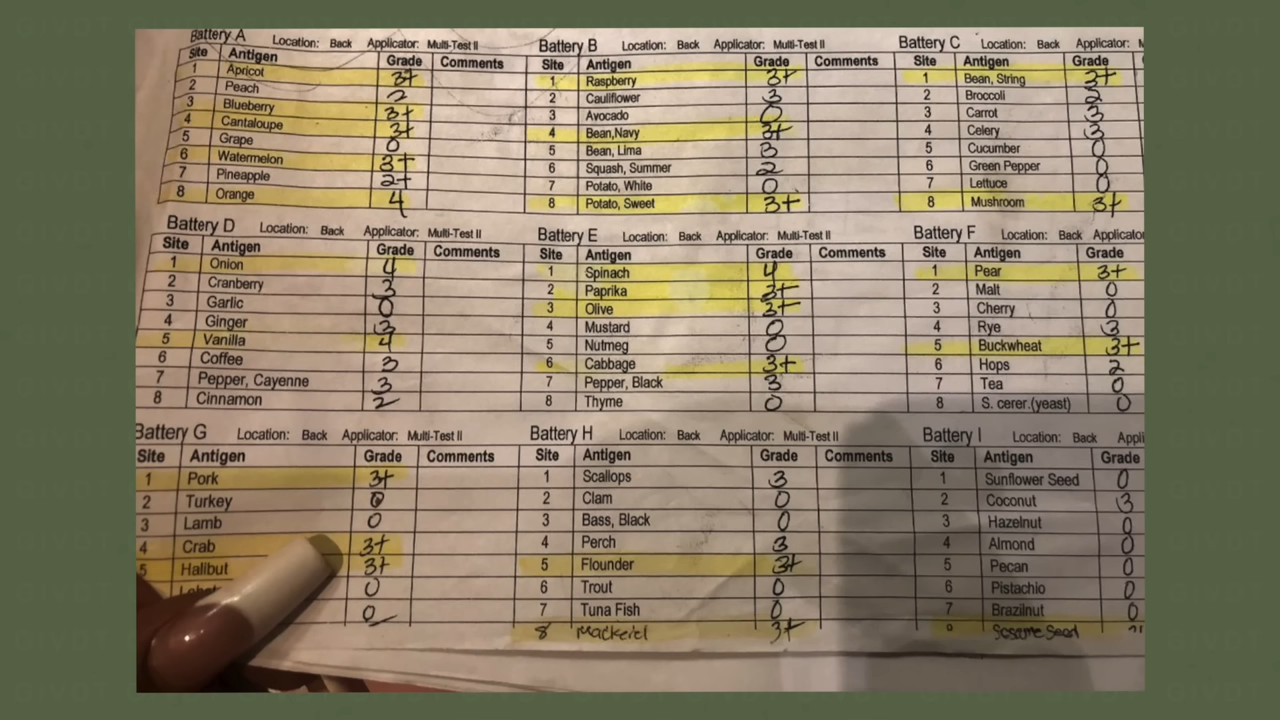 Battery A Location: Back Applicator: Multi-Test II
Site Antigen Grade Comments
1 Apricot 3+
2 Peach 2
3 Blueberry 3+
4 Cantaloupe 3+
5 Grape 0
6 Watermelon 3+
7 Pineapple 2+
8 Orange 4
Battery B Location: Back Applicator: Multi-Test II
Site Antigen Grade Comments
1 Raspberry 3+
2 Cauliflower 3
3 Avocado 0
4 Bean,Navy 3+
5 Bean, Lima 3
6 Squash, Summer 2
7 Potato, White 0
8 Potato, Sweet 3+
Battery C Location: Back Applicator: M
Site Antigen Grade
1 Bean, String 3+
2 Broccoli 2
3 Carrot 3
4 Celery 3
5 Cucumber 0
6 Green Pepper 0
7 Lettuce 0
8 Mushroom 3+
Battery D Location: Back Applicator: Multi-Test II
Site Antigen Grade Comments
1 Onion 4
2 Cranberry 3
3 Garlic 0
4 Ginger 3
5 Vanilla 4
6 Coffee 3
7 Pepper, Cayenne 3
8 Cinnamon 2
Battery E Location: Back Applicator: Multi-Test II
Site Antigen Grade Comments
1 Spinach 4
2 Paprika 3+
3 Olive 3+
4 Mustard 0
5 Nutmeg 0
6 Cabbage 3+
7 Pepper, Black 3
8 Thyme 0
Battery F Location: Back Applicator
Site Antigen Grade
1 Pear 3+
2 Malt 0
3 Cherry 0
4 Rye 3
5 Buckwheat 3+
6 Hops 2
7 Tea 0
8 S. cerer.(yeast) 0
Battery G Location: Back Applicator: Multi-Test II
Site Antigen Grade Comments
1 Pork 3+
2 Turkey 0
3 Lamb 0
4 Crab 3+
5 Halibut 3+
0
0
Battery H Location: Back Applicator: Multi-Test II
Site Antigen Grade Comments
1 Scallops 3
2 Clam 0
3 Bass, Black 0
4 Perch 3
5 Flounder 3+
6 Trout 0
7 Tuna Fish 0
8 Mackerel 3+
Battery I Location: Back Appli
Site Antigen Grade
1 Sunflower Seed 0
2 Coconut 3
3 Hazelnut 0
4 Almond 0
5 Pecan 0
6 Pistachio 0
7 Brazilnut 0
Sesame Seed